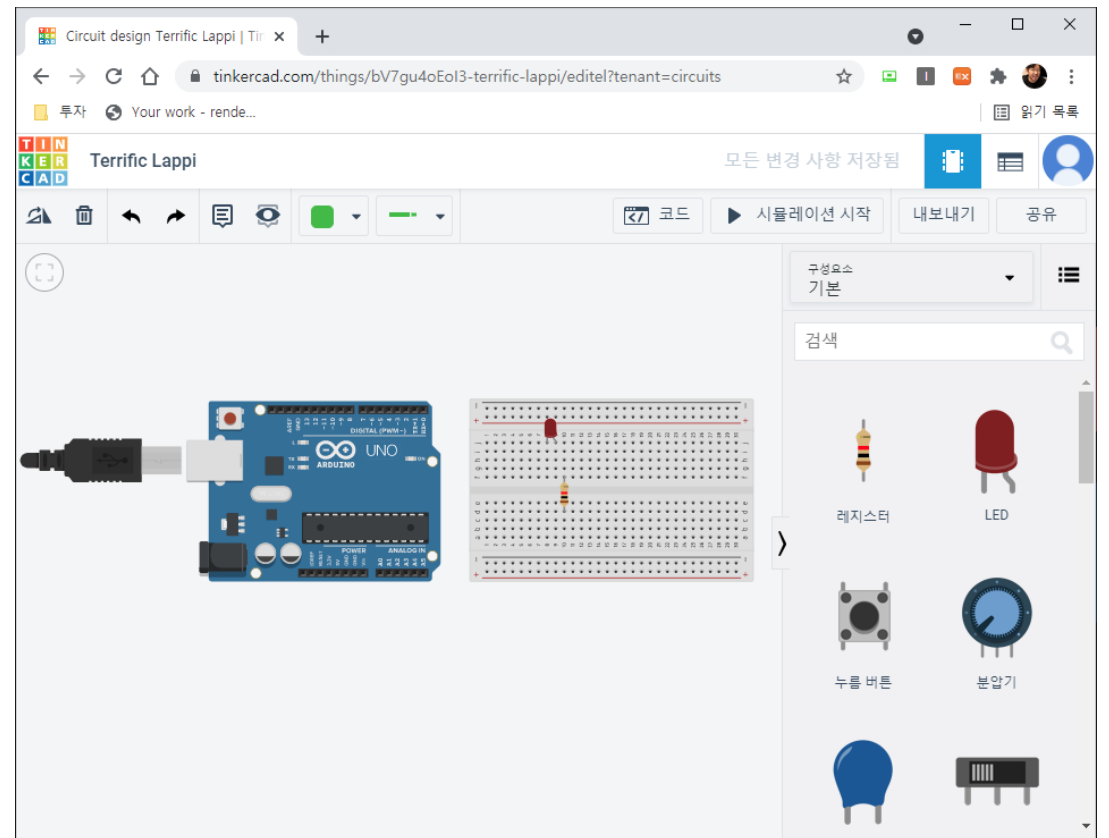 Circuit design Terrific Lappi | Tir
tinkercad.com/things/bV7gu4oEoI3-terrific-lappi/editel?tenant=circuits
투자 Your work - rende...
읽기 목록
TIN
KER
CAD
Terrific Lappi
모든 변경 사항 저장됨
코드
시뮬레이션 시작
내보내기
공유
구성요소
기본
검색
레지스터
LED
누름 버튼
분압기
DIGITAL (PWM~)
UNO
ARDUINO
POWER
ANALOG IN